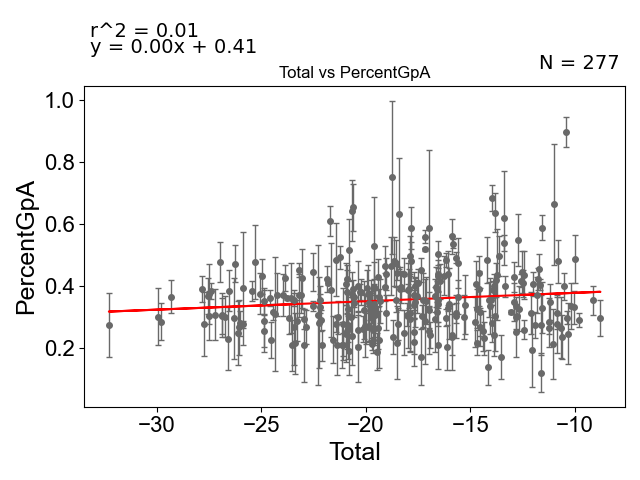 r^2 = 0.01
y = 0.00x + 0.41
N = 277
Total vs PercentGpA
PercentGpA
1.0
0.8
0.6
0.4
0.2
−30
−25
−20
−15
−10
Total